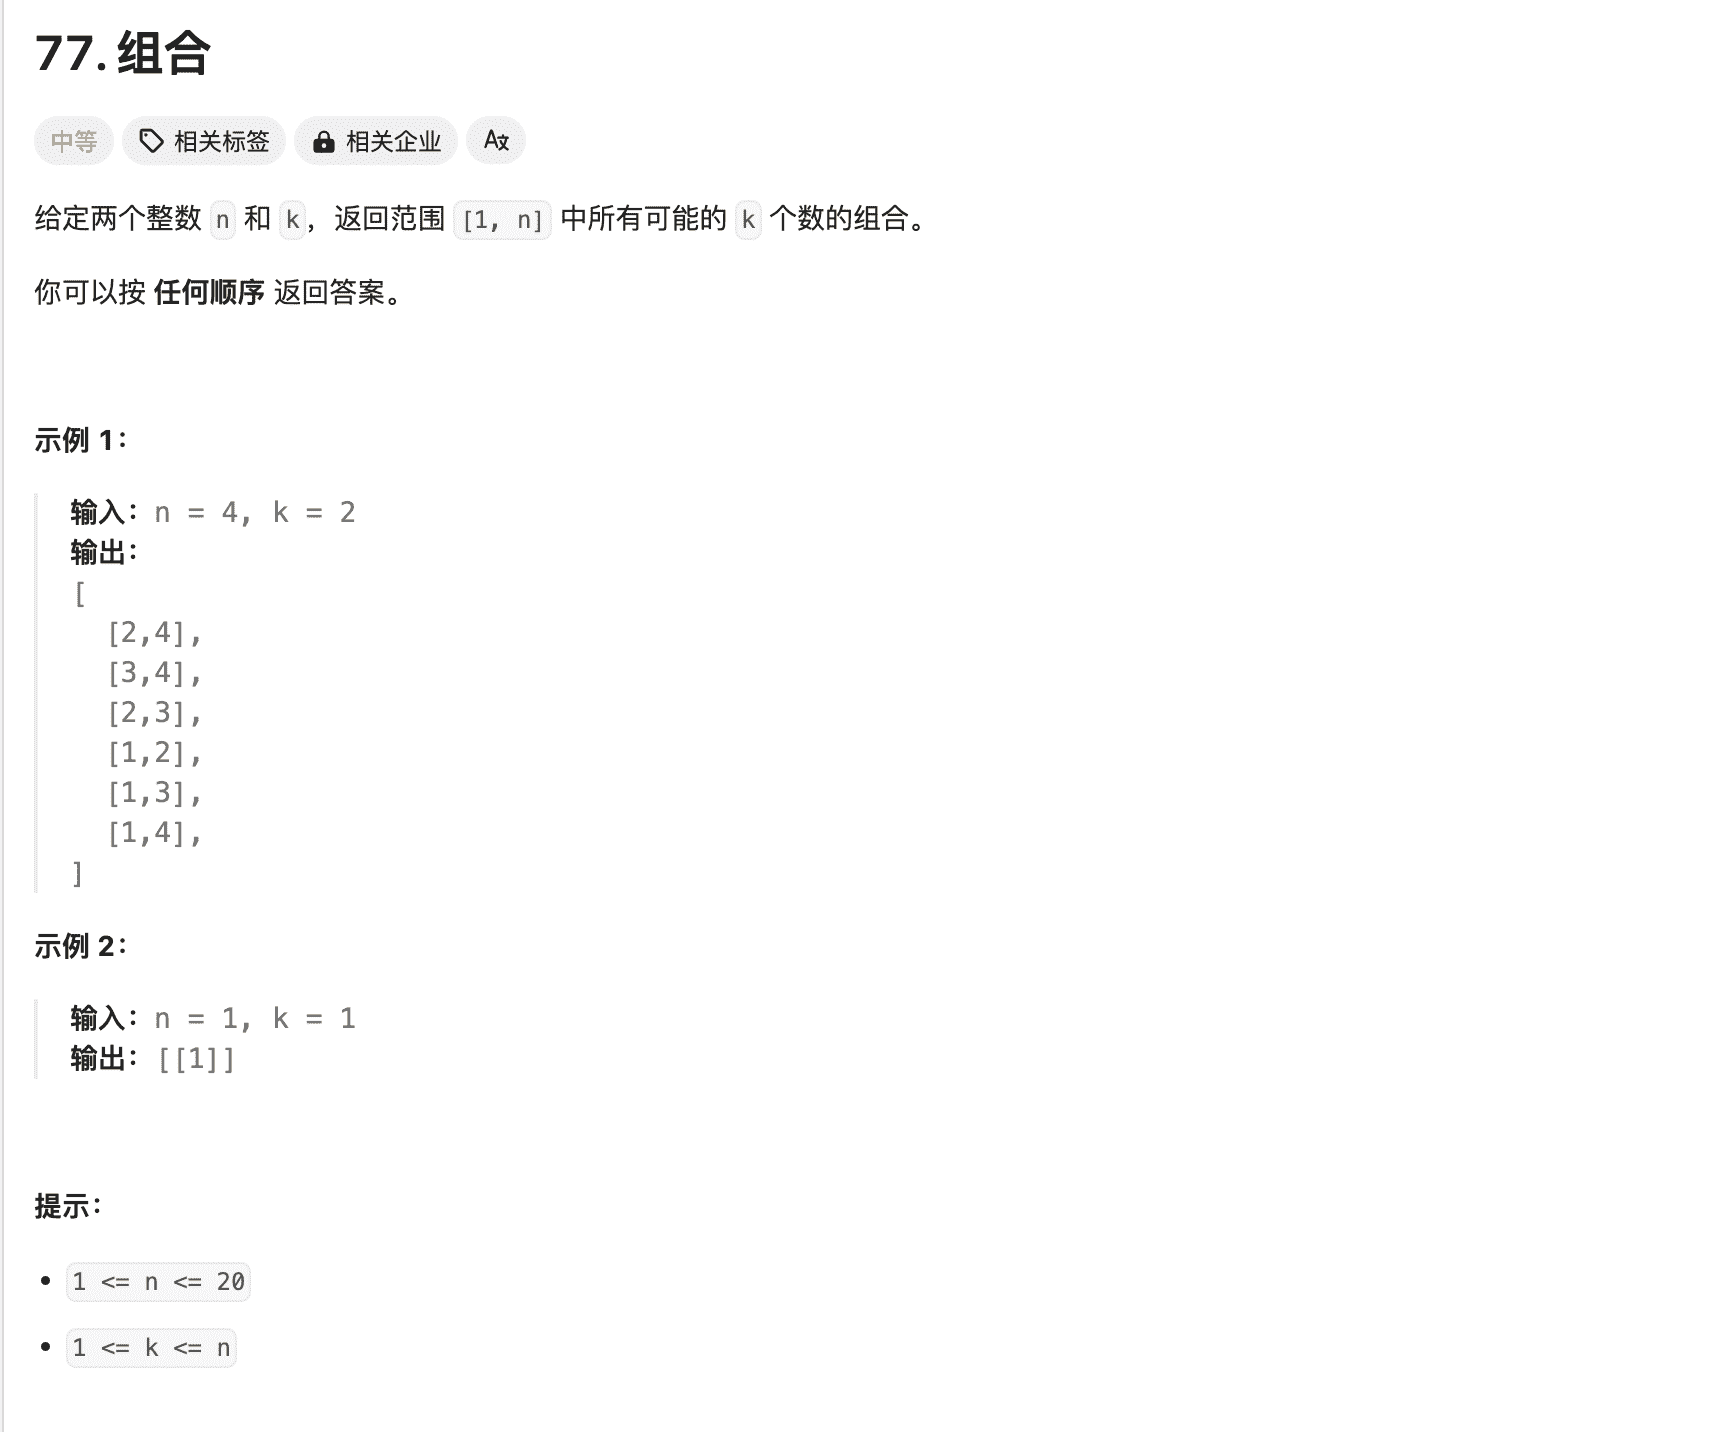 77. 组合
中等 相关标签 相关企业 A文
给定两个整数 n 和 k，返回范围 [1, n] 中所有可能的 k 个数的组合。
你可以按 任何顺序 返回答案。
示例 1：
输入：n = 4, k = 2
输出：
[
[2,4],
[3,4],
[2,3],
[1,2],
[1,3],
[1,4],
]
示例 2：
输入：n = 1, k = 1
输出：[[1]]
提示：
• 1 <= n <= 20
• 1 <= k <= n